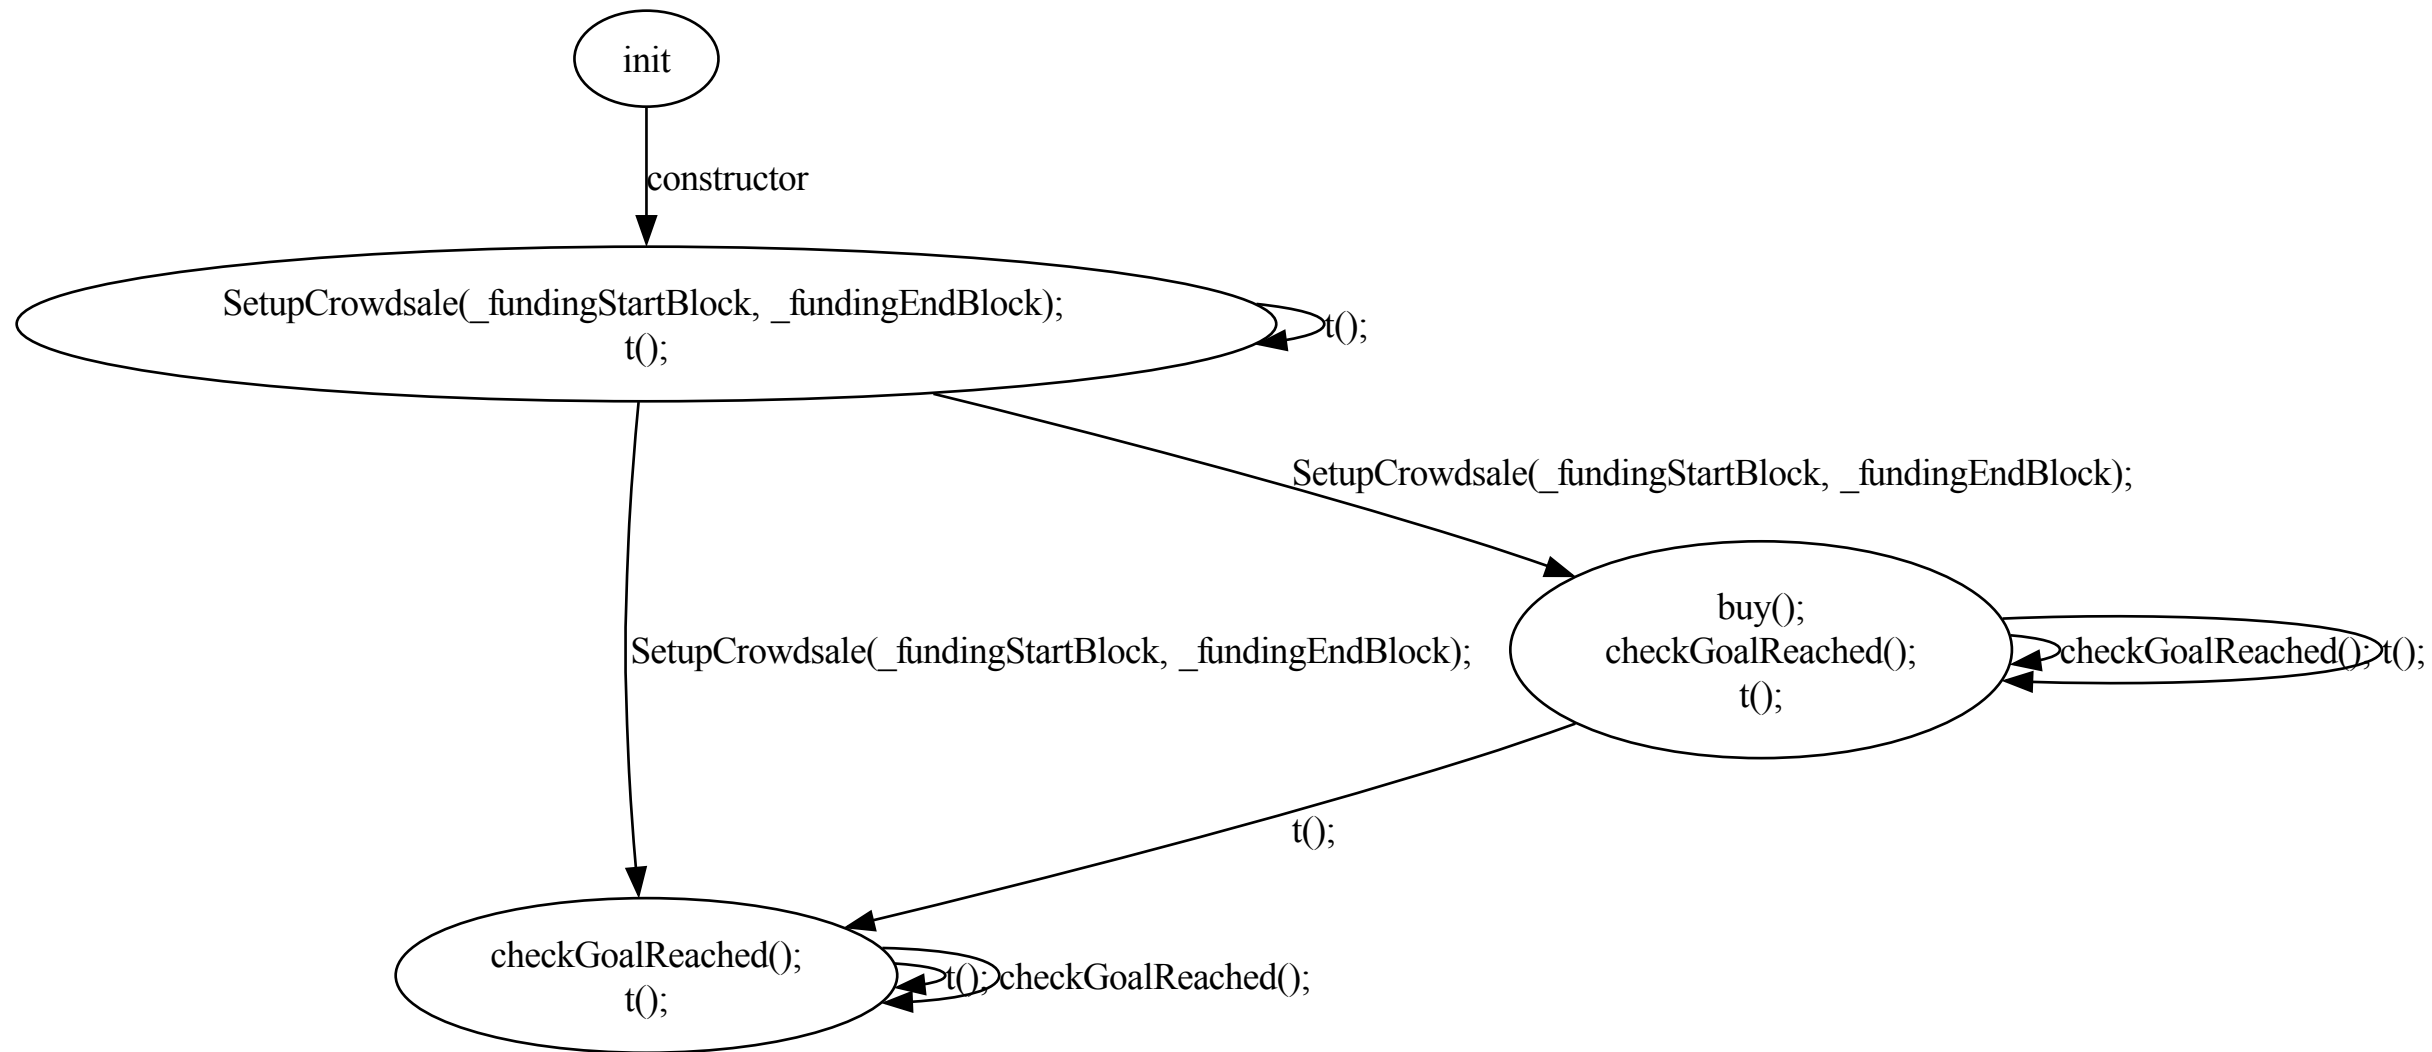 init
constructor
SetupCrowdsale(_fundingStartBlock, _fundingEndBlock);
t();
t();
SetupCrowdsale(_fundingStartBlock, _fundingEndBlock);
buy();
checkGoalReached();
t();
checkGoalReached();
t();
SetupCrowdsale(_fundingStartBlock, _fundingEndBlock);
t();
checkGoalReached();
t();
t();
checkGoalReached();